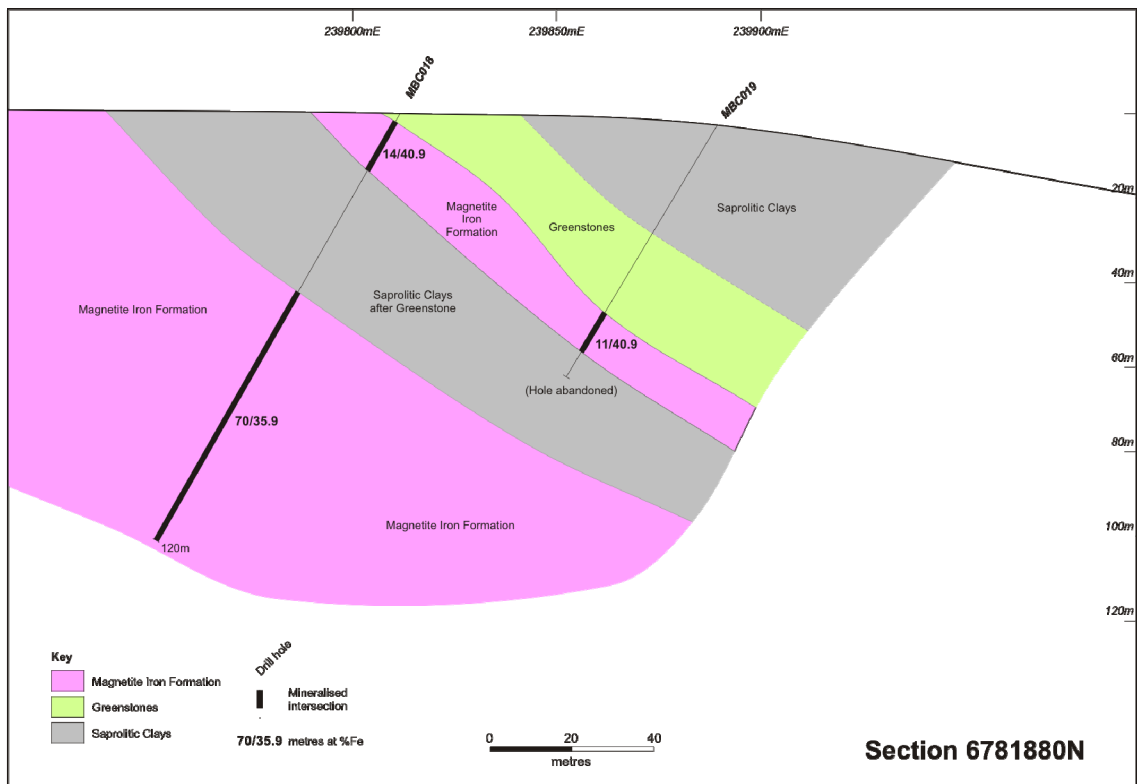 239800mE
239850mE
239900mE
MBC018
MBC019
14/40.9
20m
Magnetite
Iron
Formation
Saprolitic Clays
Greenstones
40m
Saprolitic Clays
after Greenstone
Magnetite Iron Formation
11/40.9
60m
(Hole abandoned)
70/35.9
80m
Magnetite Iron Formation
100m
120m
120m
Key
Drill hole
Magnetite Iron Formation
Mineralised
intersection
Greenstones
Saprolitic Clays
70/35.9 metres at %Fe
0 20 40
metres
Section 6781880N